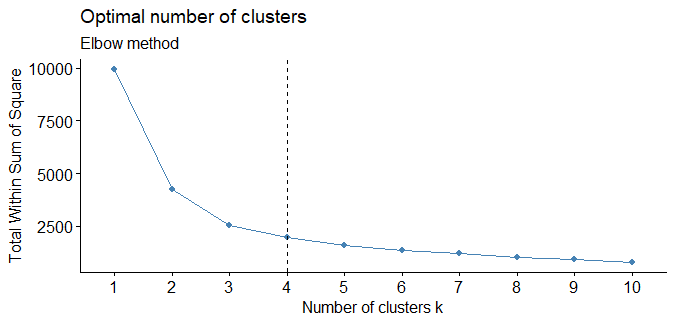 Optimal number of clusters
Elbow method
Total Within Sum of Square
10000
7500
5000
2500
1 2 3 4 5 6 7 8 9 10
Number of clusters k